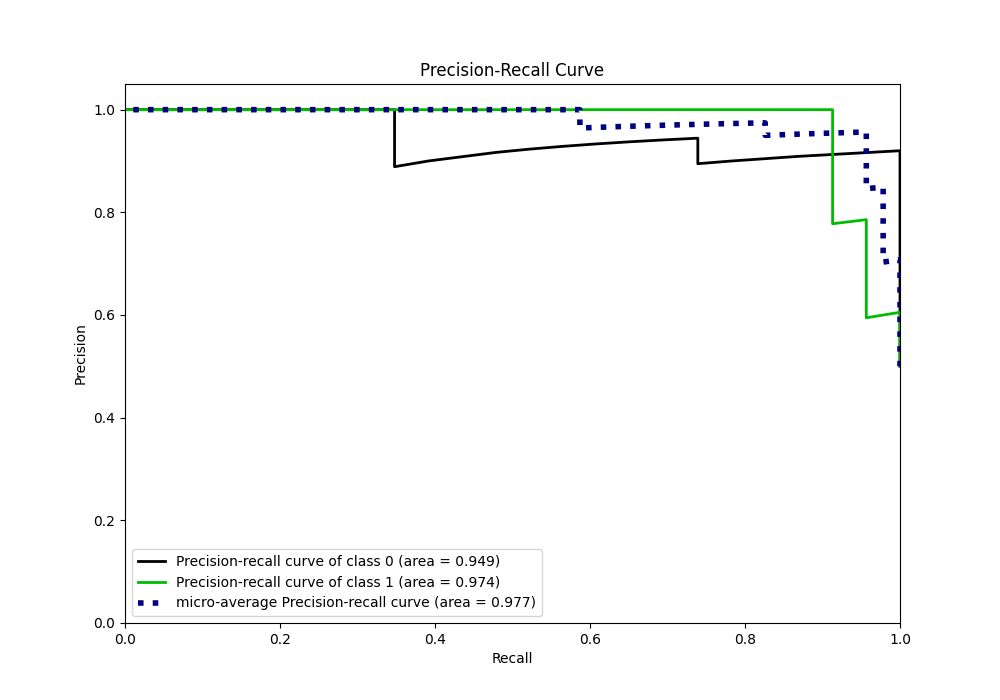 Precision-Recall Curve
1.0
0.8
0.6
0.4
0.2
0.0
Precision
Precision-recall curve of class 0 (area = 0.949)
Precision-recall curve of class 1 (area = 0.974)
micro-average Precision-recall curve (area = 0.977)
0.0 0.2 0.4 0.6 0.8 1.0
Recall